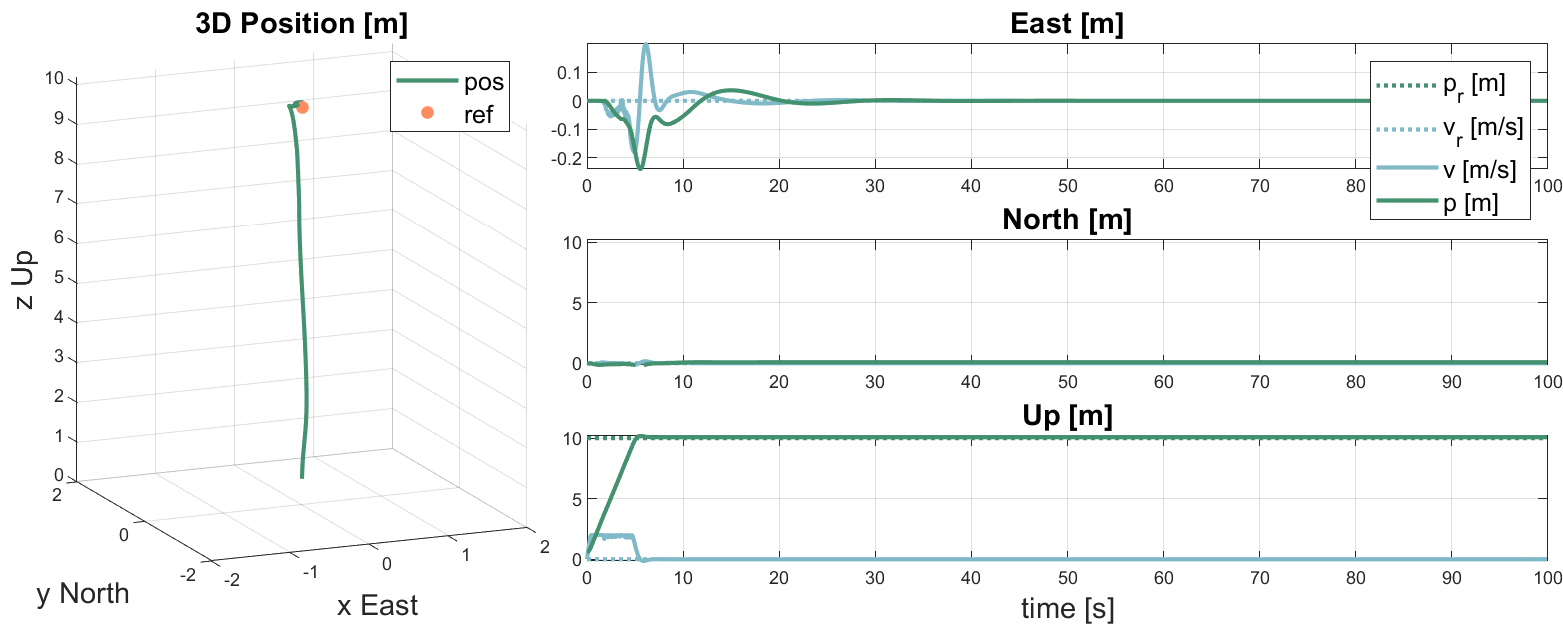 3D Position [m]
pos
ref
10
9
8
7
6
5
4
3
2
1
0
z Up
2
0
-2
y North
-2
-1
0
1
2
x East
East [m]
0.1
0
-0.1
-0.2
0 10 20 30 40 50 60 70 80 100
p_r [m]
v_r [m/s]
v [m/s]
p [m]
North [m]
10
5
0
0 10 20 30 40 50 60 70 80 90 100
Up [m]
10
5
0
0 10 20 30 40 50 60 70 80 90 100
time [s]